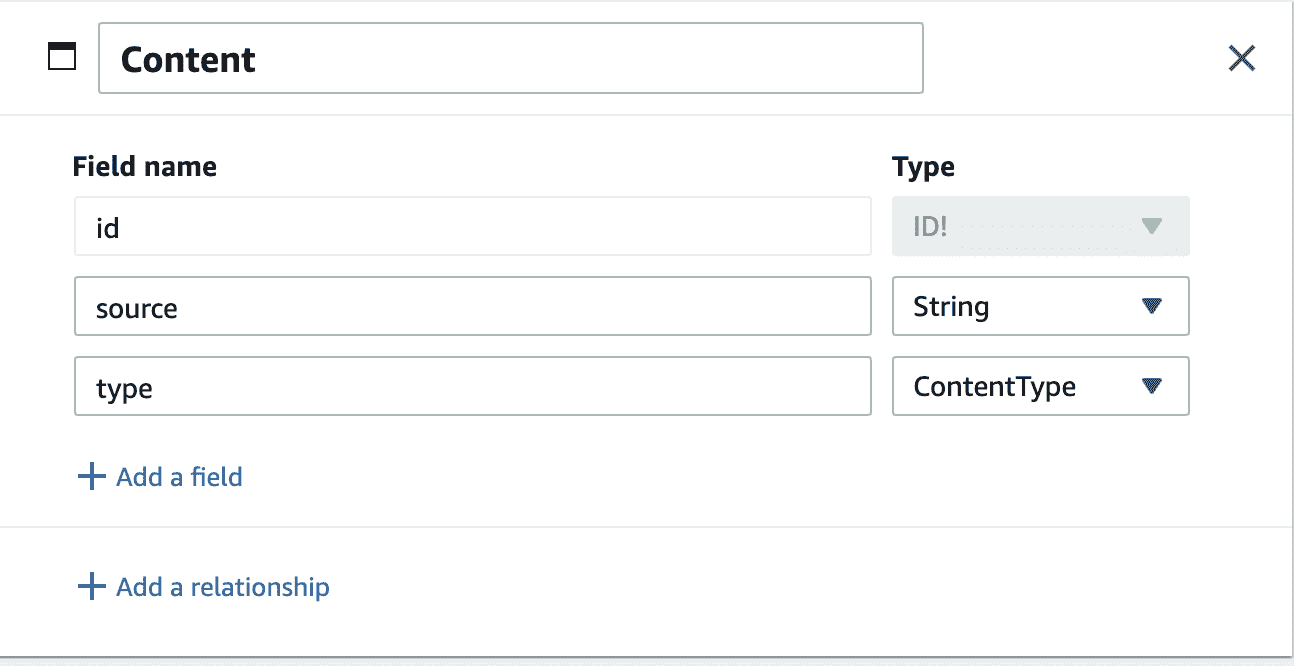 Content
Field name Type
id ID!
source String
type ContentType
Add a field
Add a relationship